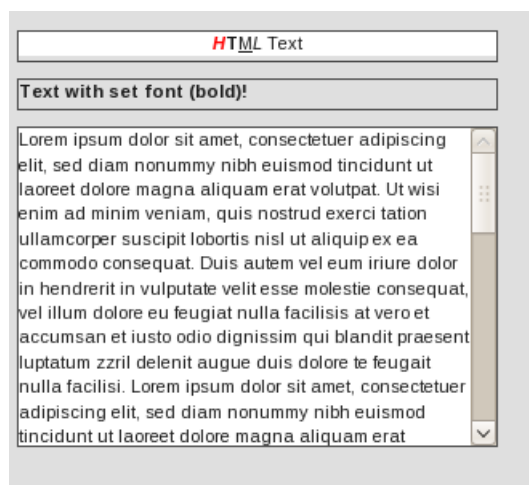 HTML Text
Text with set font (bold)!
Lorem ipsum dolor sit amet, consectetuer adipiscing
elit, sed diam nonummy nibh euismod tincidunt ut
laoreet dolore magna aliquam erat volutpat. Ut wisi
enim ad minim veniam, quis nostrud exerci tation
ullamcorper suscipit lobortis nisl ut aliquip ex ea
commodo consequat. Duis autem vel eum iriure dolor
in hendrerit in vulputate velit esse molestie consequat,
vel illum dolore eu feugiat nulla facilisis at vero et
accumsan et iusto odio dignissim qui blandit praesent
luptatum zzril delenit augue duis dolore te feugait
nulla facilisi. Lorem ipsum dolor sit amet, consectetuer
adipiscing elit, sed diam nonummy nibh euismod
tincidunt ut laoreet dolore magna aliquam erat